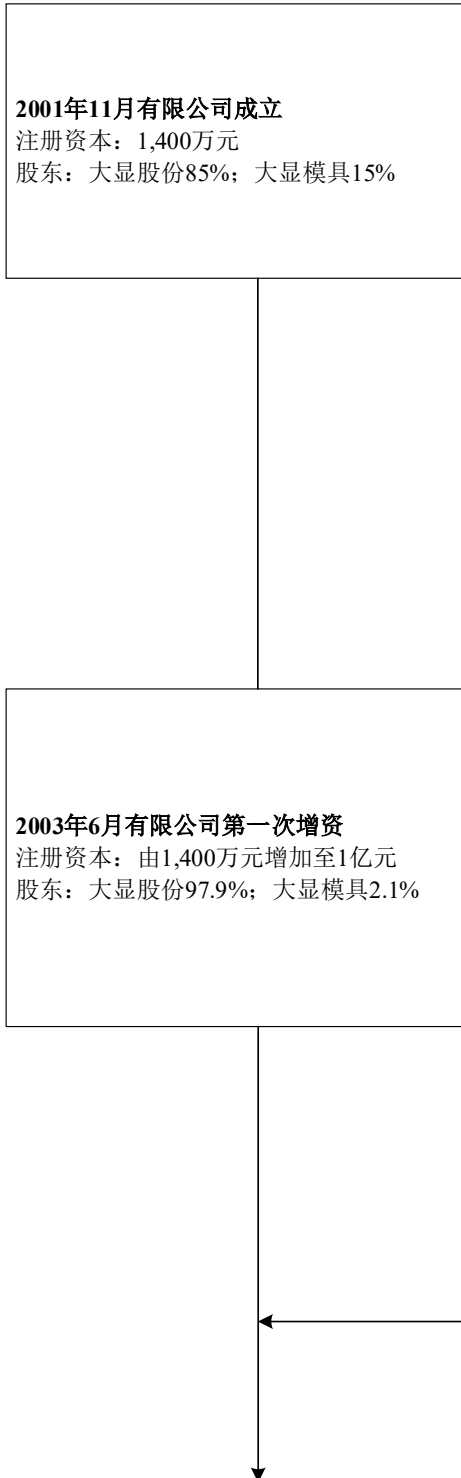 2001年11月有限公司成立
注册资本：1,400万元
股东：大显股份85%；大显模具15%
2003年6月有限公司第一次增资
注册资本：由1,400万元增加至1亿元
股东：大显股份97.9%；大显模具2.1%